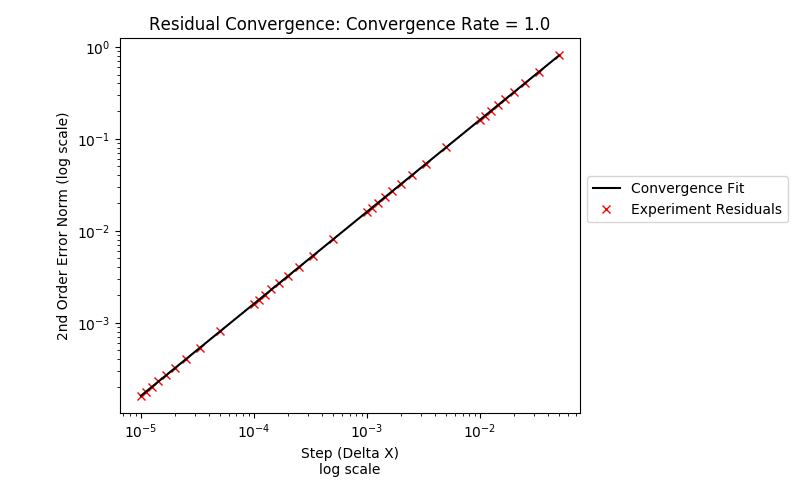 Residual Convergence: Convergence Rate = 1.0
10⁰
10⁻¹
10⁻²
10⁻³
2nd Order Error Norm (log scale)
Convergence Fit
Experiment Residuals
10⁻⁵ 10⁻⁴ 10⁻³ 10⁻²
Step (Delta X)
log scale